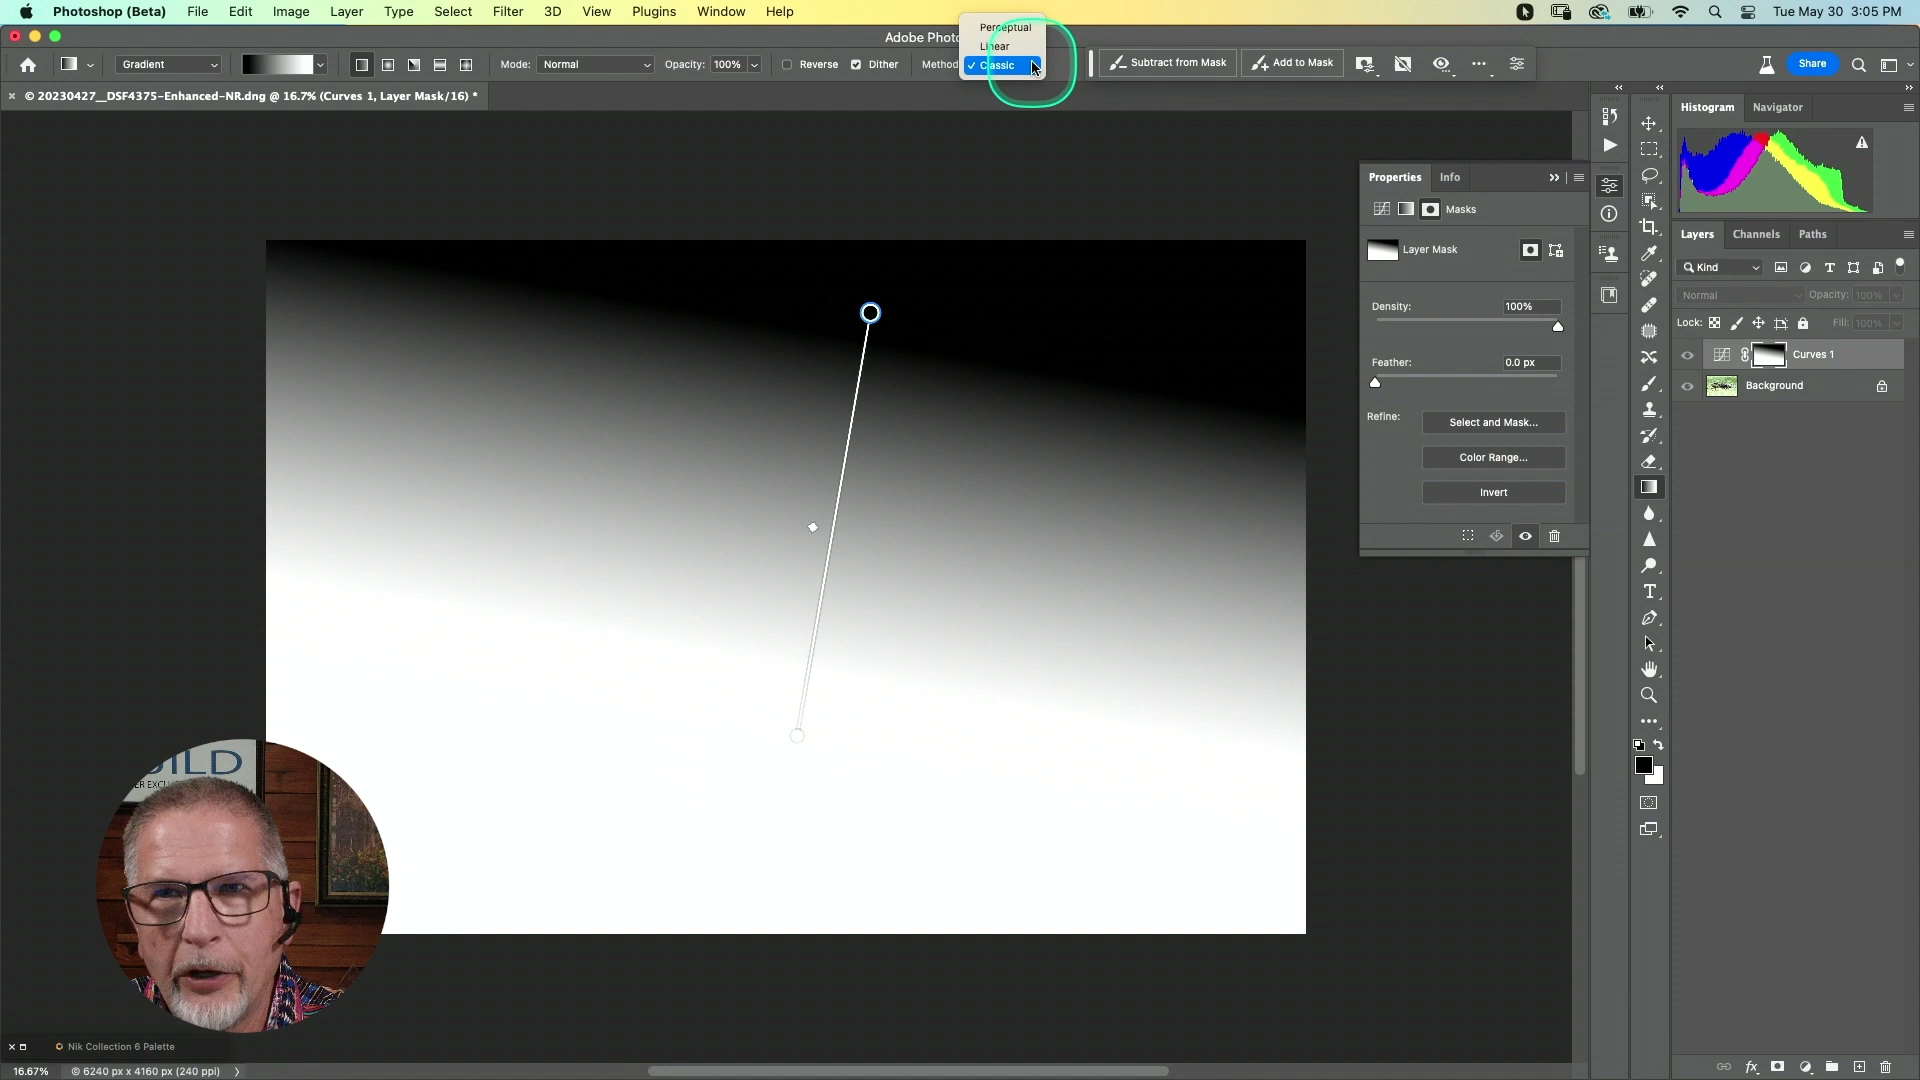 Photoshop (Beta) File Edit Image Layer Type Select Filter 3D View Plugins Window Help Tue May 30 3:05 PM
Adobe Photo
Perceptual
Linear
✓ Classic
Gradient Mode: Normal Opacity: 100% Reverse Dither Method Subtract from Mask Add to Mask Share
× © 20230427__DSF4375-Enhanced-NR.dng @ 16.7% (Curves 1, Layer Mask/16) *
Histogram Navigator
Properties Info
Masks
Layer Mask
Density: 100%
Feather: 0.0 px
Refine: Select and Mask...
Color Range...
Invert
Layers Channels Paths
Kind
Normal Opacity: 100%
Lock: Fill: 100%
Curves 1
Background
Nik Collection 6 Palette
16.67% © 6240 px x 4160 px (240 ppi)